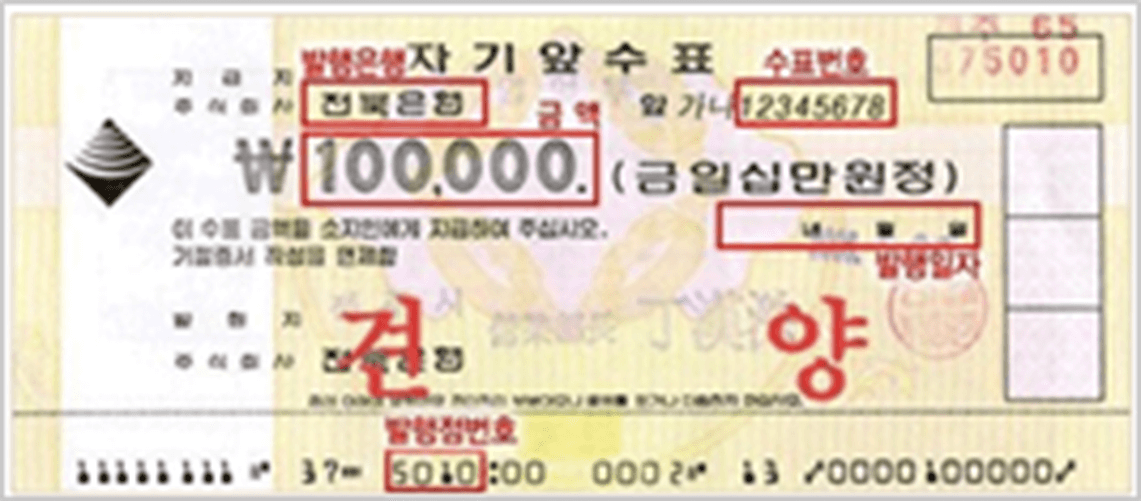 발행은행 자기앞수표 수표번호
지급지
375010
주식회사 전북은행 금액 앞 가나 12345678
₩100,000. (금일십만원정)
이 수표 금액을 소지인에게 지급하여 주십시오.
년 월 일
거절증서 작성을 면제함
발행일자
발행지
견양
주식회사 전북은행
발행점번호
37 5010:00 0002 13 0000100000